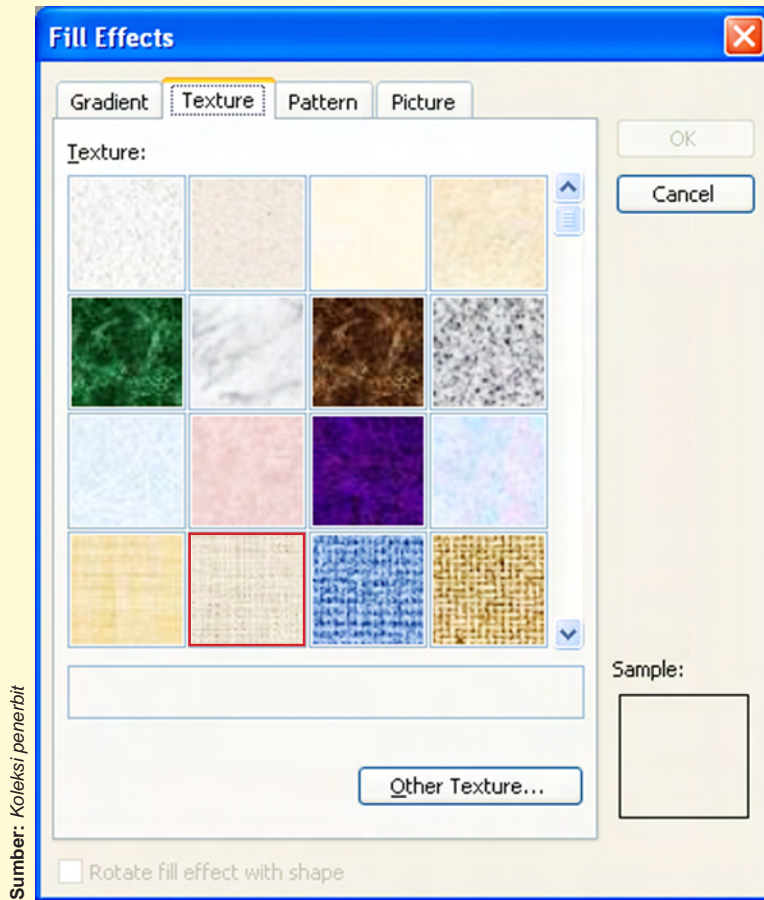 Fill Effects
Gradient Texture Pattern Picture
Texture:
OK
Cancel
Sample:
Other Texture...
Rotate fill effect with shape
Sumber: Koleksi penerbit